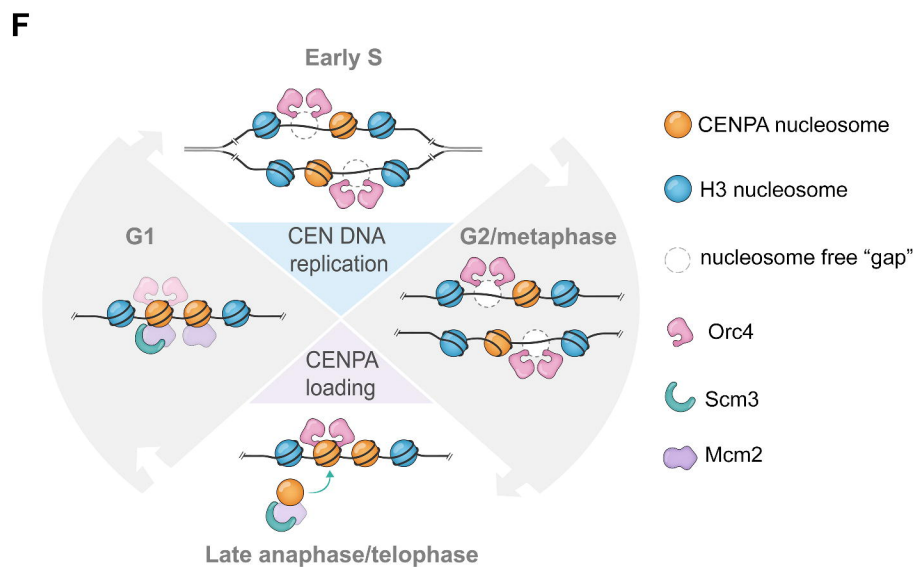 F
Early S
CENPA nucleosome
H3 nucleosome
nucleosome free “gap”
Orc4
Scm3
Mcm2
G1
CEN DNA
replication
G2/metaphase
CENPA
loading
Late anaphase/telophase